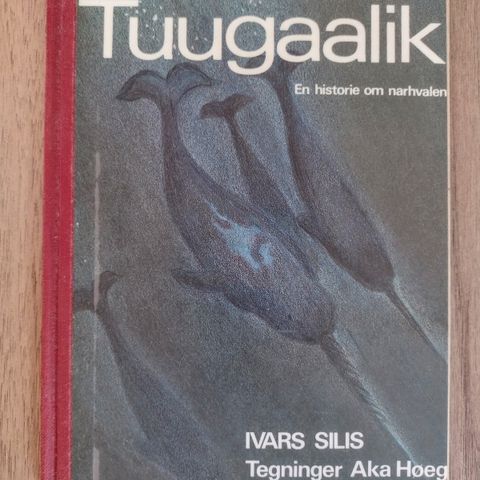 Tuugaalik
En historie om narhvalen
IVARS SILIS
Tegninger Aka Høeg